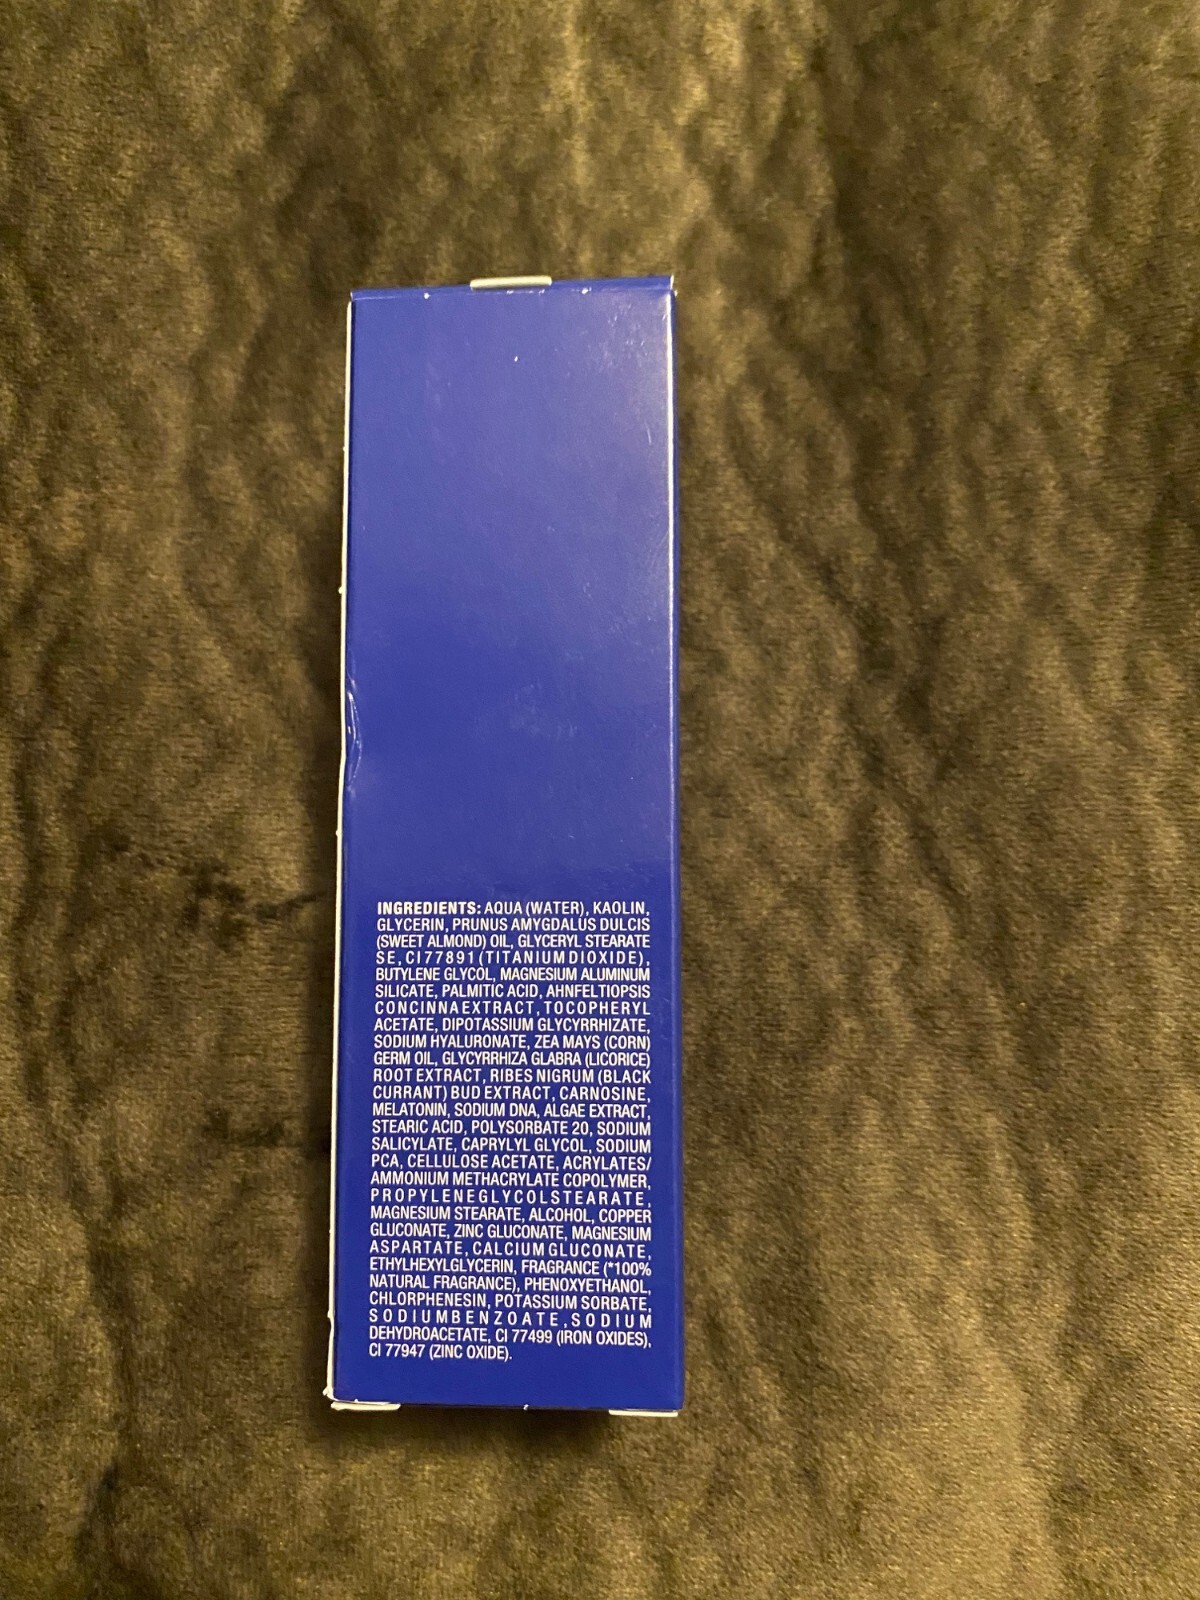 INGREDIENTS: AQUA (WATER), KAOLIN,
GLYCERIN, PRUNUS AMYGDALUS DULCIS
(SWEET ALMOND) OIL, GLYCERYL STEARATE
SE, CI 77891 (TITANIUM DIOXIDE),
BUTYLENE GLYCOL, MAGNESIUM ALUMINUM
SILICATE, PALMITIC ACID, AHNFELTIOPSIS
CONCINNA EXTRACT, TOCOPHERYL
ACETATE, DIPOTASSIUM GLYCYRRHIZATE,
SODIUM HYALURONATE, ZEA MAYS (CORN)
GERM OIL, GLYCYRRHIZA GLABRA (LICORICE)
ROOT EXTRACT, RIBES NIGRUM (BLACK
CURRANT) BUD EXTRACT, CARNOSINE,
MELATONIN, SODIUM DNA, ALGAE EXTRACT,
STEARIC ACID, POLYSORBATE 20, SODIUM
SALICYLATE, CAPRYLYL GLYCOL, SODIUM
PCA, CELLULOSE ACETATE, ACRYLATES/
AMMONIUM METHACRYLATE COPOLYMER,
PROPYLENE GLYCOL STEARATE,
MAGNESIUM STEARATE, ALCOHOL, COPPER
GLUCONATE, ZINC GLUCONATE, MAGNESIUM
ASPARTATE, CALCIUM GLUCONATE,
ETHYLHEXYLGLYCERIN, FRAGRANCE (*100%
NATURAL FRAGRANCE), PHENOXYETHANOL,
CHLORPHENESIN, POTASSIUM SORBATE,
SODIUM BENZOATE, SODIUM
DEHYDROACETATE, CI 77499 (IRON OXIDES),
CI 77947 (ZINC OXIDE).